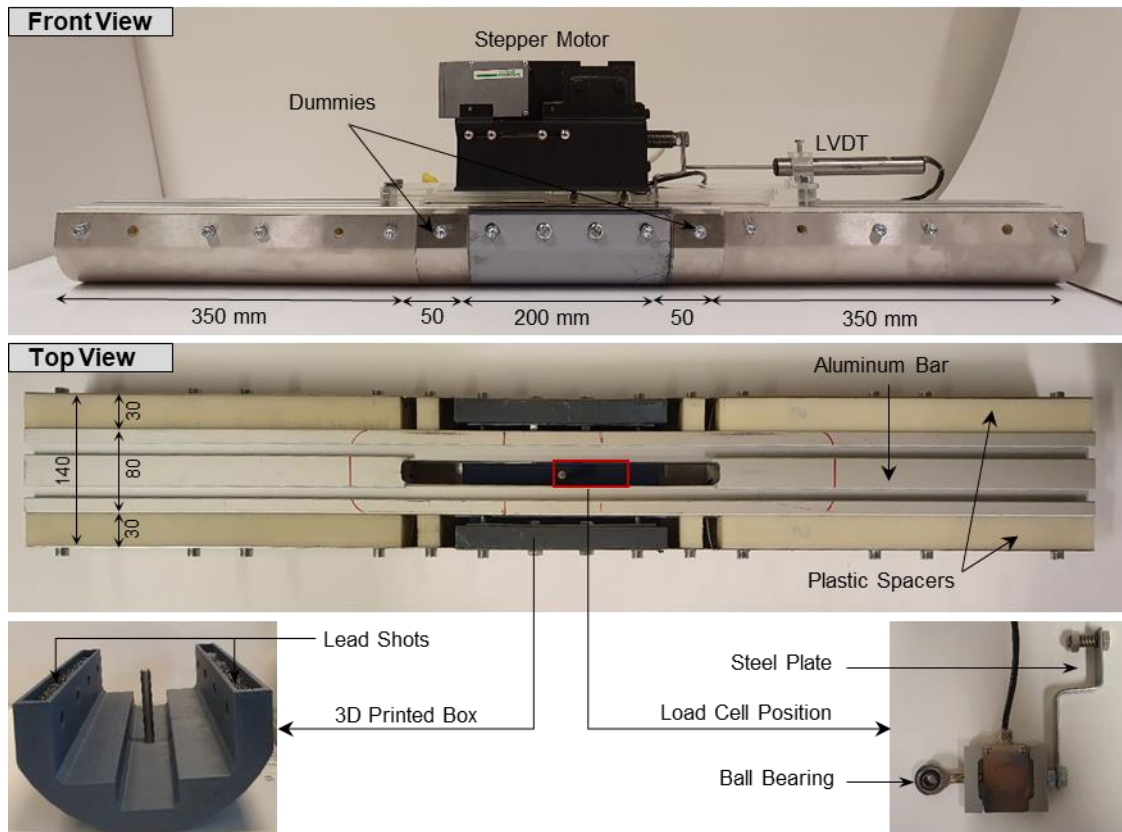 Front View
Stepper Motor
Dummies
LVDT
350 mm
50
200 mm
50
350 mm
Top View
Aluminum Bar
30
140
80
30
Plastic Spacers
Lead Shots
Steel Plate
3D Printed Box
Load Cell Position
Ball Bearing